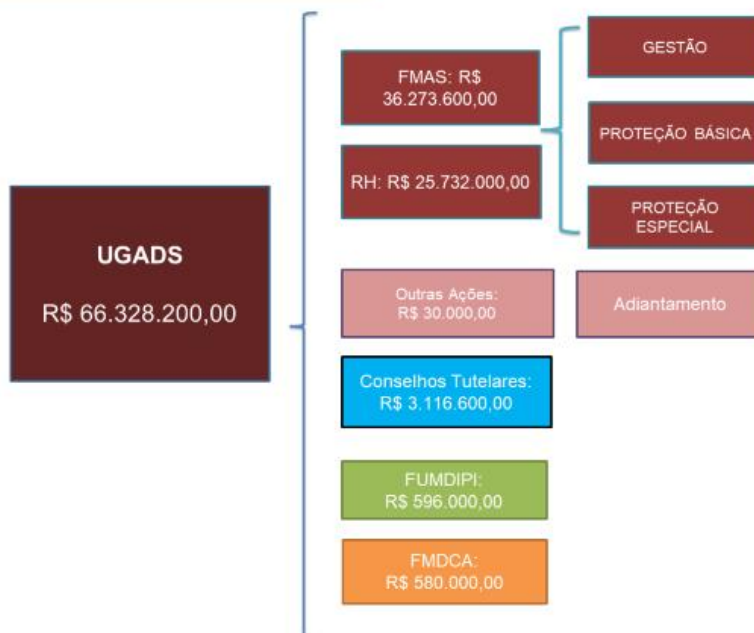 UGADS
R$ 66.328.200,00
FMAS: R$
36.273.600,00
RH: R$ 25.732.000,00
GESTÃO
PROTEÇÃO BÁSICA
PROTEÇÃO
ESPECIAL
Outras Ações:
R$ 30.000,00
Adiantamento
Conselhos Tutelares:
R$ 3.116.600,00
FUMDIPI:
R$ 596.000,00
FMDCA:
R$ 580.000,00